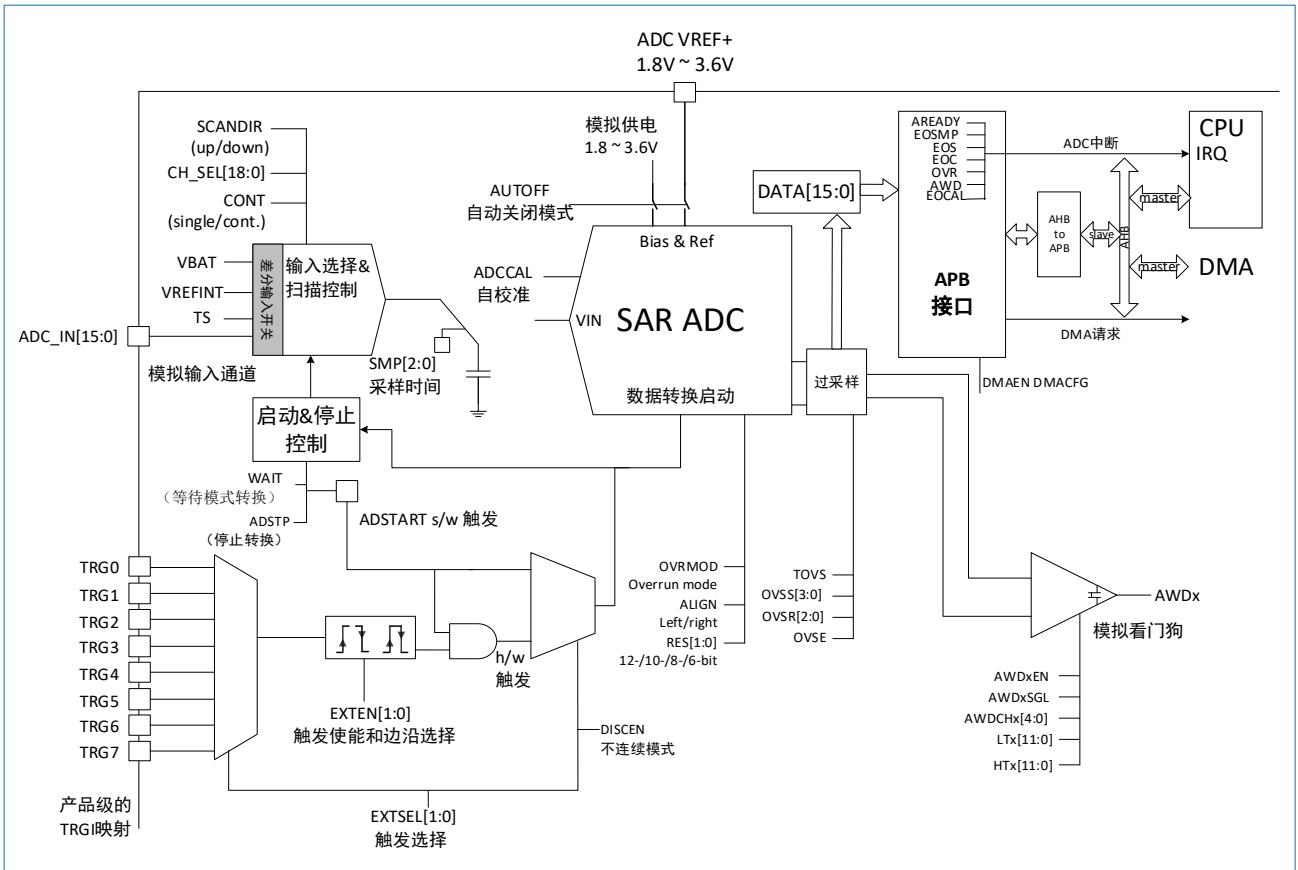 ADC VREF+
1.8V ~ 3.6V
SCANDIR
(up/down)
CH_SEL[18:0]
CONT
(single/cont.)
模拟供电
1.8 ~ 3.6V
AUTOFF
自动关闭模式
AREADY
EOSMP
EOS
EOC
OVR
AWD
EOCAL
ADC中断
CPU
IRQ
DATA[15:0]
master
AHB
to
APB
slave
AHB
master
DMA
APB
接口
DMA请求
DMAEN DMACFG
VBAT
VREFINT
TS
ADC_IN[15:0]
差分输入开关
输入选择&
扫描控制
模拟输入通道
SMP[2:0]
采样时间
Bias & Ref
ADCCAL
自校准
VIN
SAR ADC
数据转换启动
过采样
启动&停止
控制
WAIT
（等待模式转换）
ADSTP
（停止转换）
ADSTART s/w 触发
TRG0
TRG1
TRG2
TRG3
TRG4
TRG5
TRG6
TRG7
产品级的
TRGI映射
h/w
触发
EXTEN[1:0]
触发使能和边沿选择
DISCEN
不连续模式
EXTSEL[1:0]
触发选择
OVRMOD
Overrun mode
ALIGN
Left/right
RES[1:0]
12-/10-/8-/6-bit
TOVS
OVSS[3:0]
OVSR[2:0]
OVSE
AWDx
模拟看门狗
AWDxEN
AWDxSGL
AWDCHx[4:0]
LTx[11:0]
HTx[11:0]